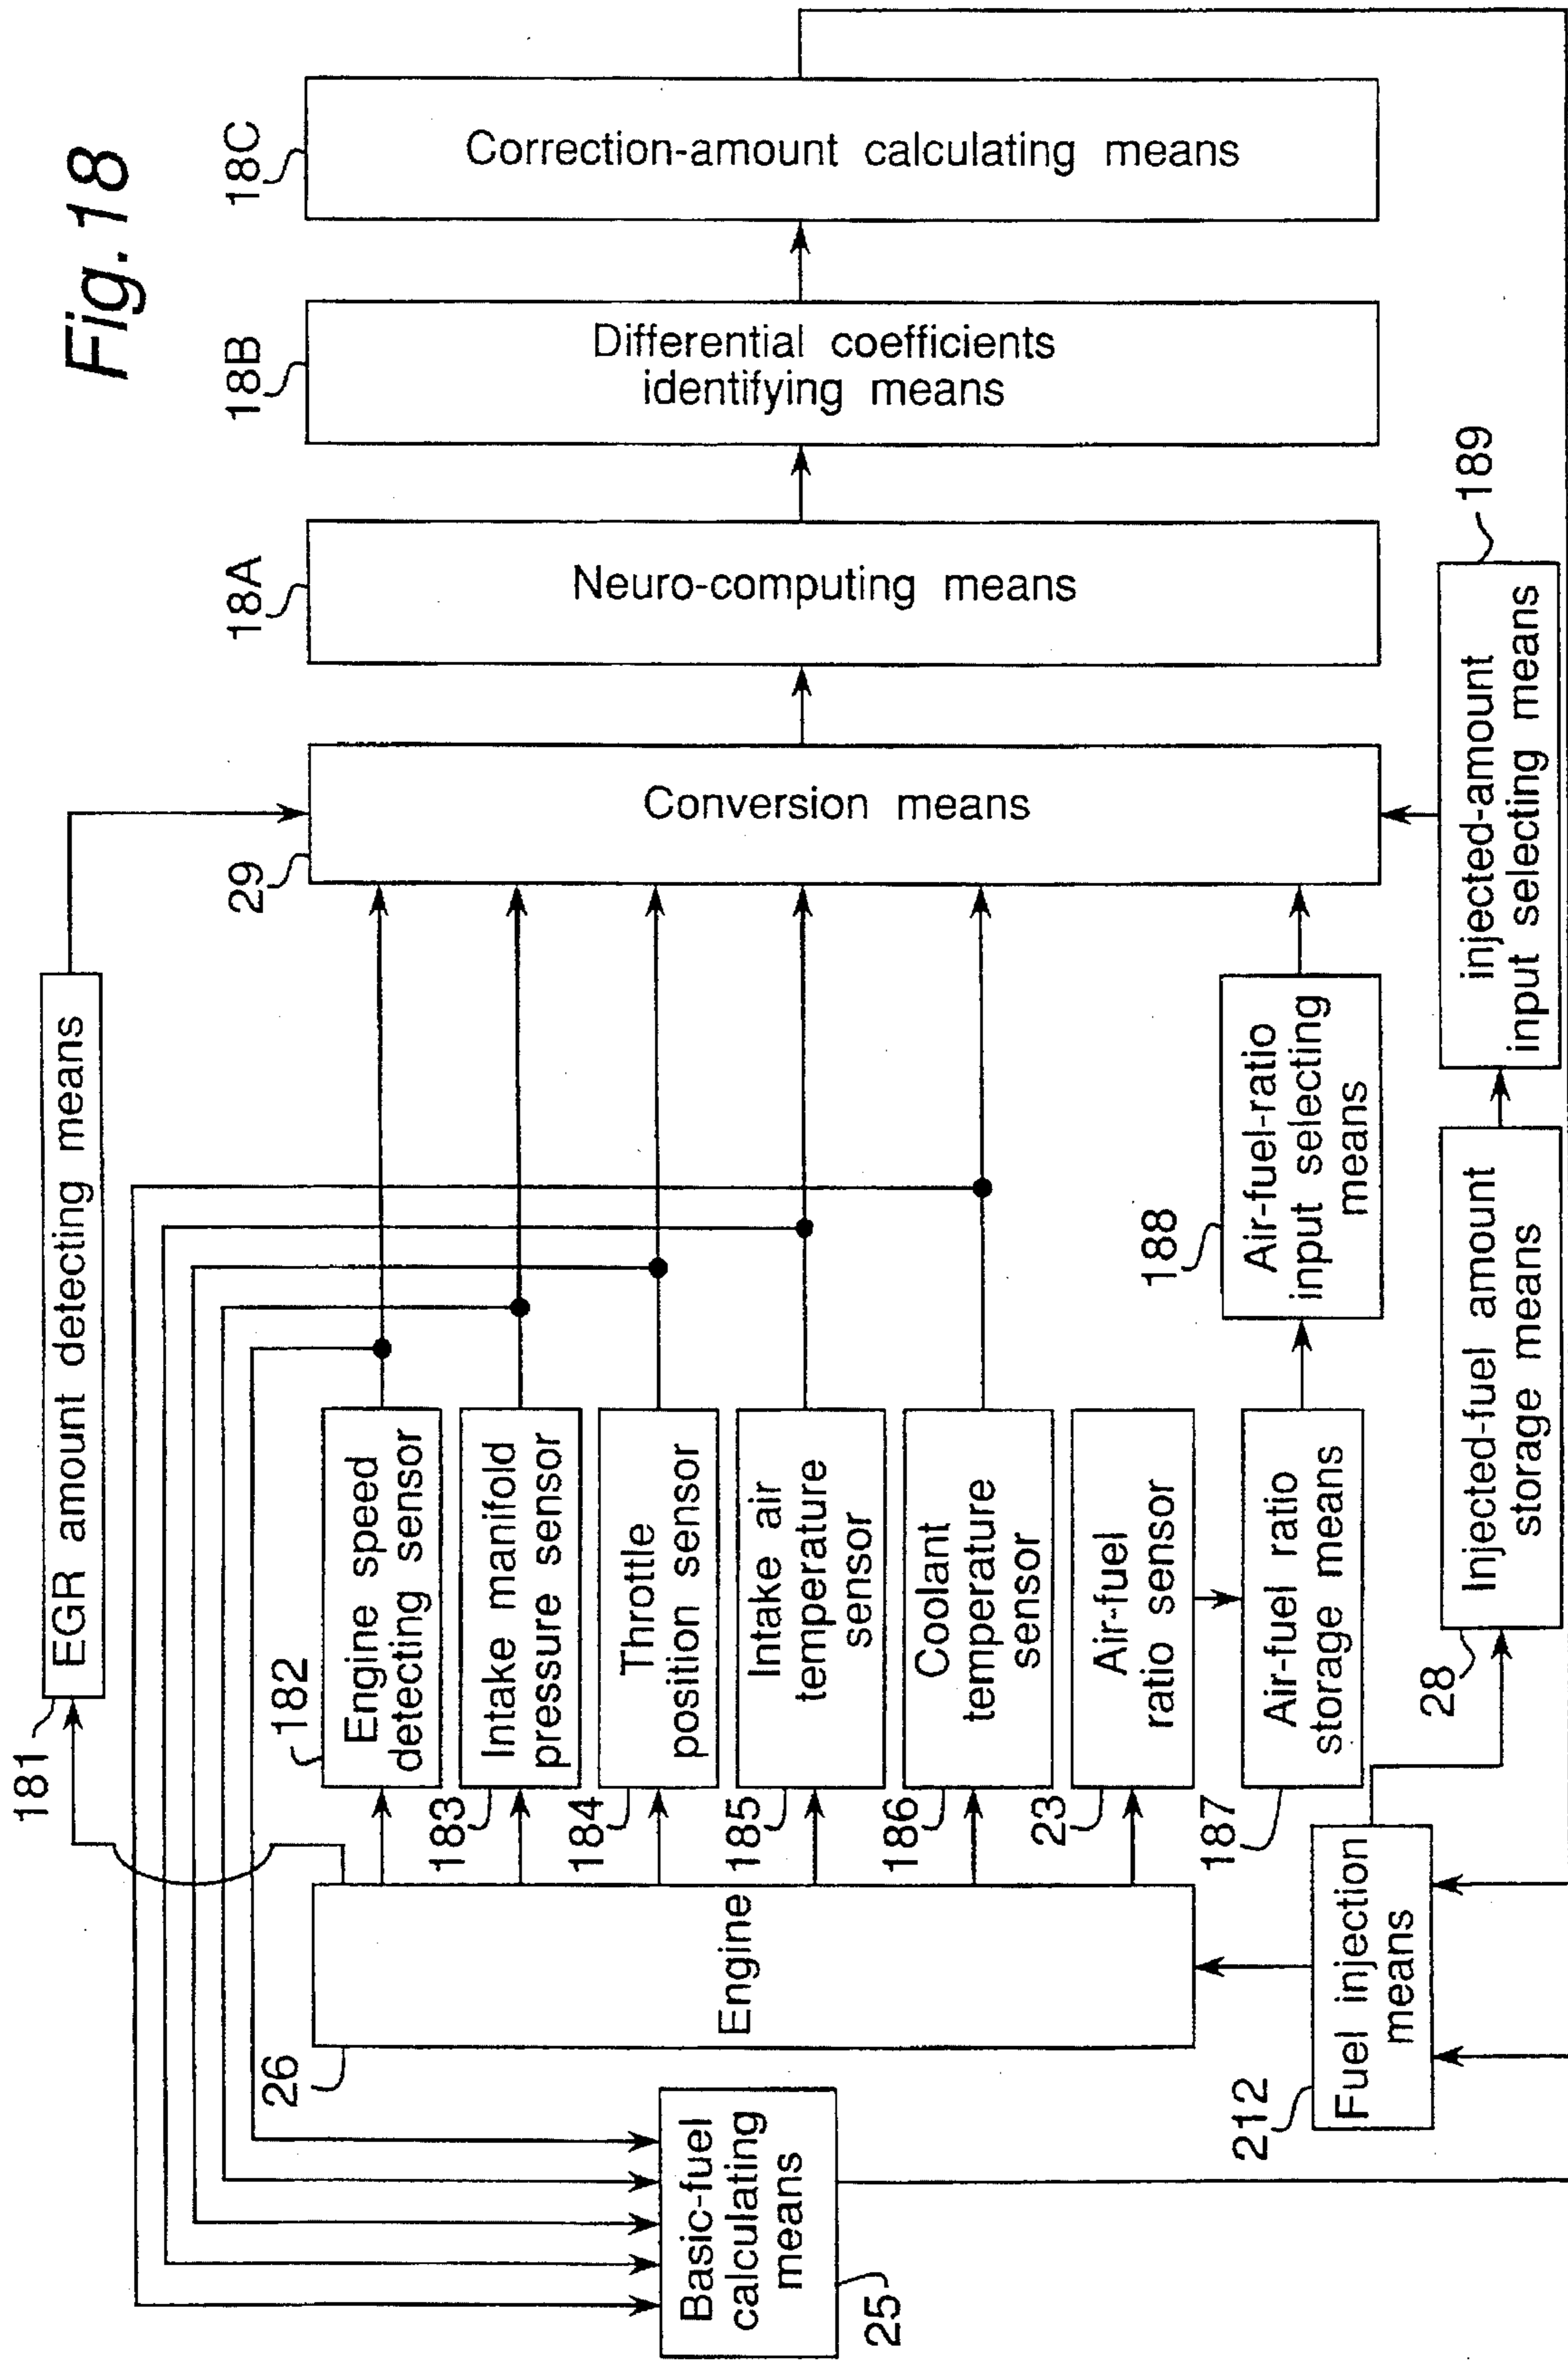 Fig.18
181
EGR amount detecting means
25
Basic-fuel
calculating
means
26
Engine
182
Engine speed
detecting sensor
183
Intake manifold
pressure sensor
184
Throttle
position sensor
185
Intake air
temperature
sensor
186
Coolant
temperature
sensor
23
Air-fuel
ratio sensor
187
Air-fuel ratio
storage means
188
Air-fuel-ratio
input selecting
means
212
Fuel injection
means
28
Injected-fuel amount
storage means
189
injected-amount
input selecting means
29
Conversion means
18A
Neuro-computing means
18B
Differential coefficients
identifying means
18C
Correction-amount calculating means